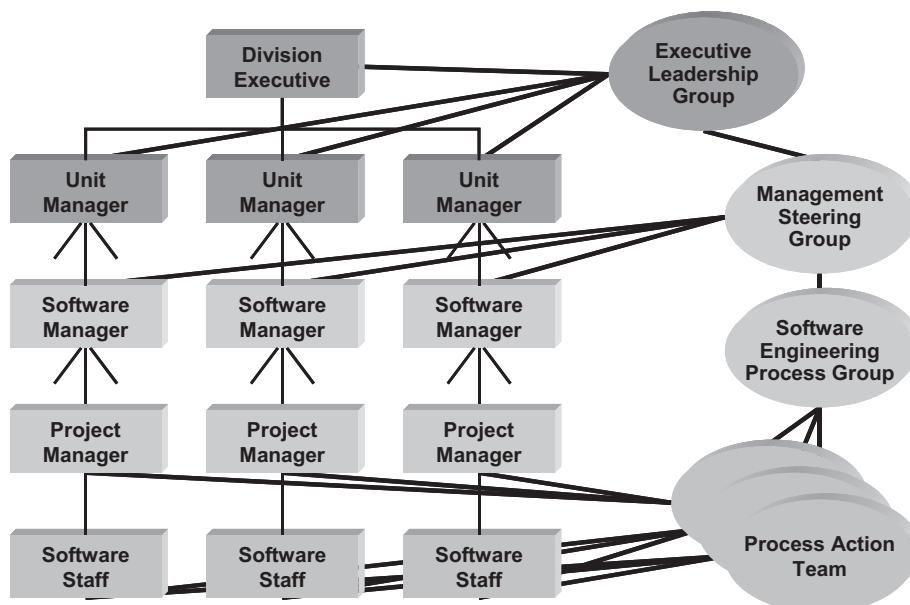 Division
Executive
Executive
Leadership
Group
Unit
Manager
Unit
Manager
Unit
Manager
Management
Steering
Group
Software
Manager
Software
Manager
Software
Manager
Software
Engineering
Process Group
Project
Manager
Project
Manager
Project
Manager
Software
Staff
Software
Staff
Software
Staff
Process Action
Team